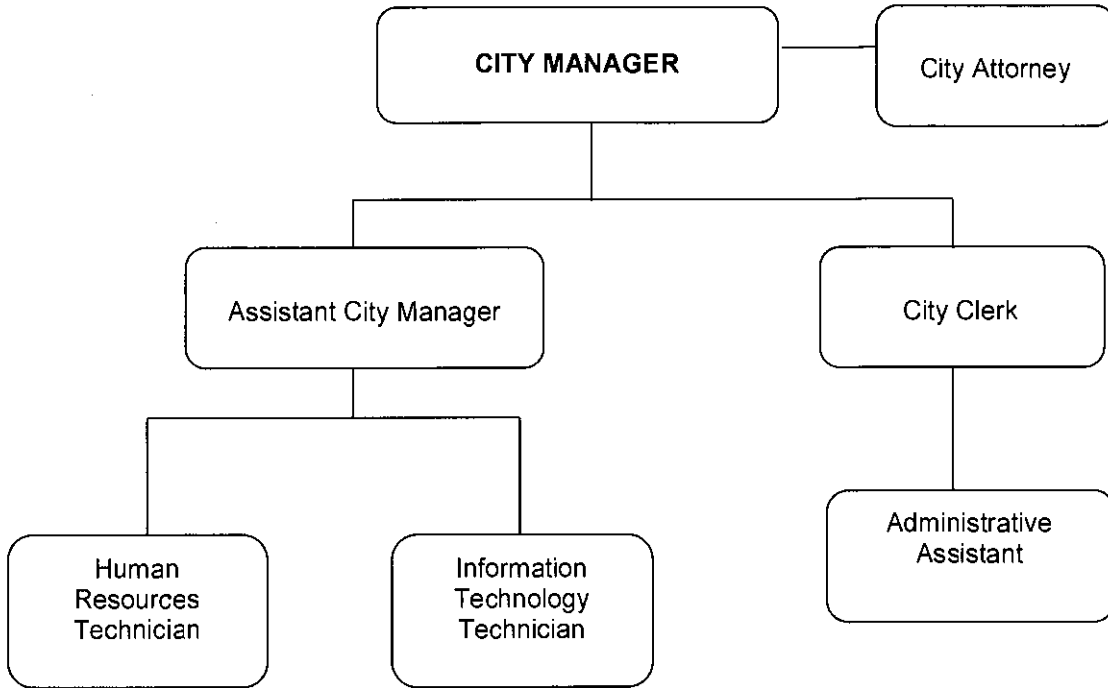 CITY MANAGER
City Attorney
Assistant City Manager
City Clerk
Human
Resources
Technician
Information
Technology
Technician
Administrative
Assistant